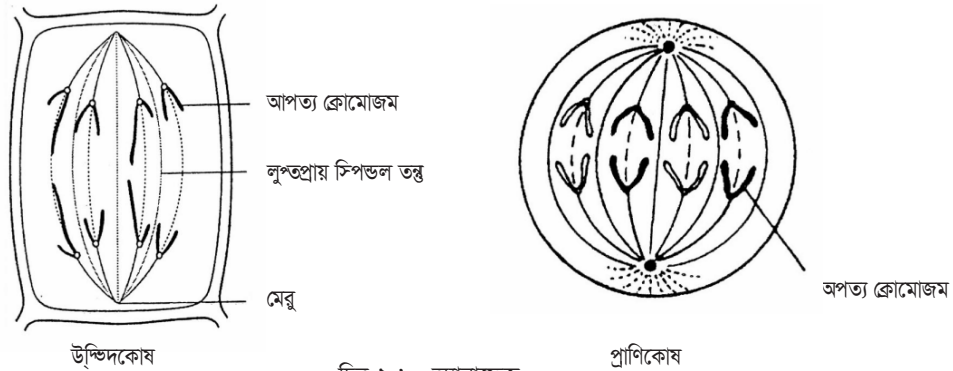 আপত্য ক্রোমোজম
লুপ্তপ্রায় স্পিন্ডল তন্তু
মেরু
অপত্য ক্রোমোজম
উদ্ভিদকোষ
প্রাণিকোষ